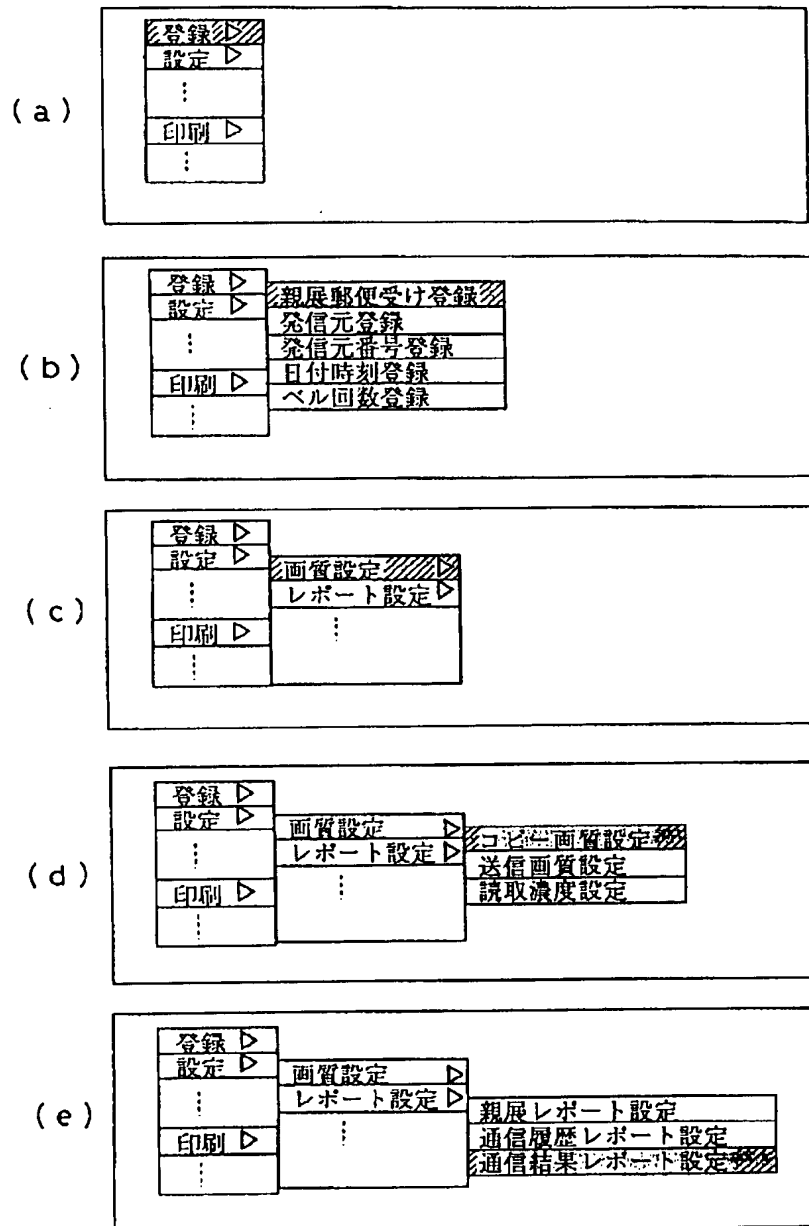 (a)
登録 ▷
設定 ▷
⋮
印刷 ▷
⋮
(b)
登録 ▷
設定 ▷
⋮
印刷 ▷
⋮
親展郵便受け登録
発信元登録
発信元番号登録
日付時刻登録
ベル回数登録
(c)
登録 ▷
設定 ▷
⋮
印刷 ▷
⋮
画質設定 ▷
レポート設定 ▷
⋮
(d)
登録 ▷
設定 ▷
⋮
印刷 ▷
⋮
画質設定 ▷
レポート設定 ▷
⋮
コピー画質設定
送信画質設定
読取濃度設定
(e)
登録 ▷
設定 ▷
⋮
印刷 ▷
⋮
画質設定 ▷
レポート設定 ▷
⋮
親展レポート設定
通信履歴レポート設定
通信結果レポート設定